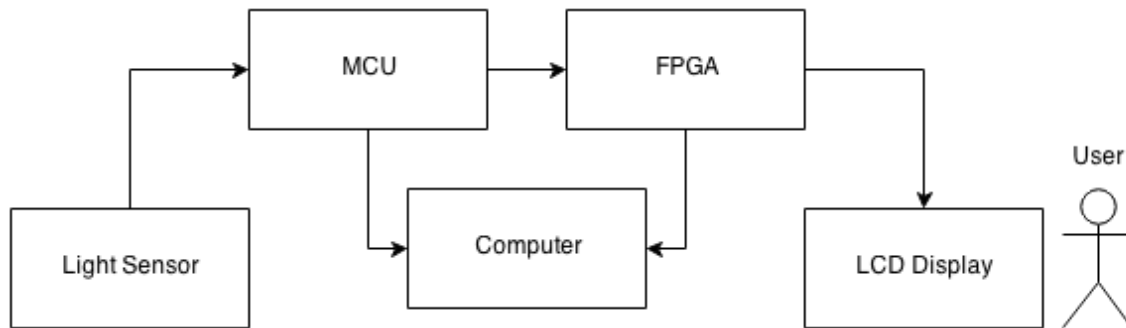 MCU
FPGA
User
Light Sensor
Computer
LCD Display